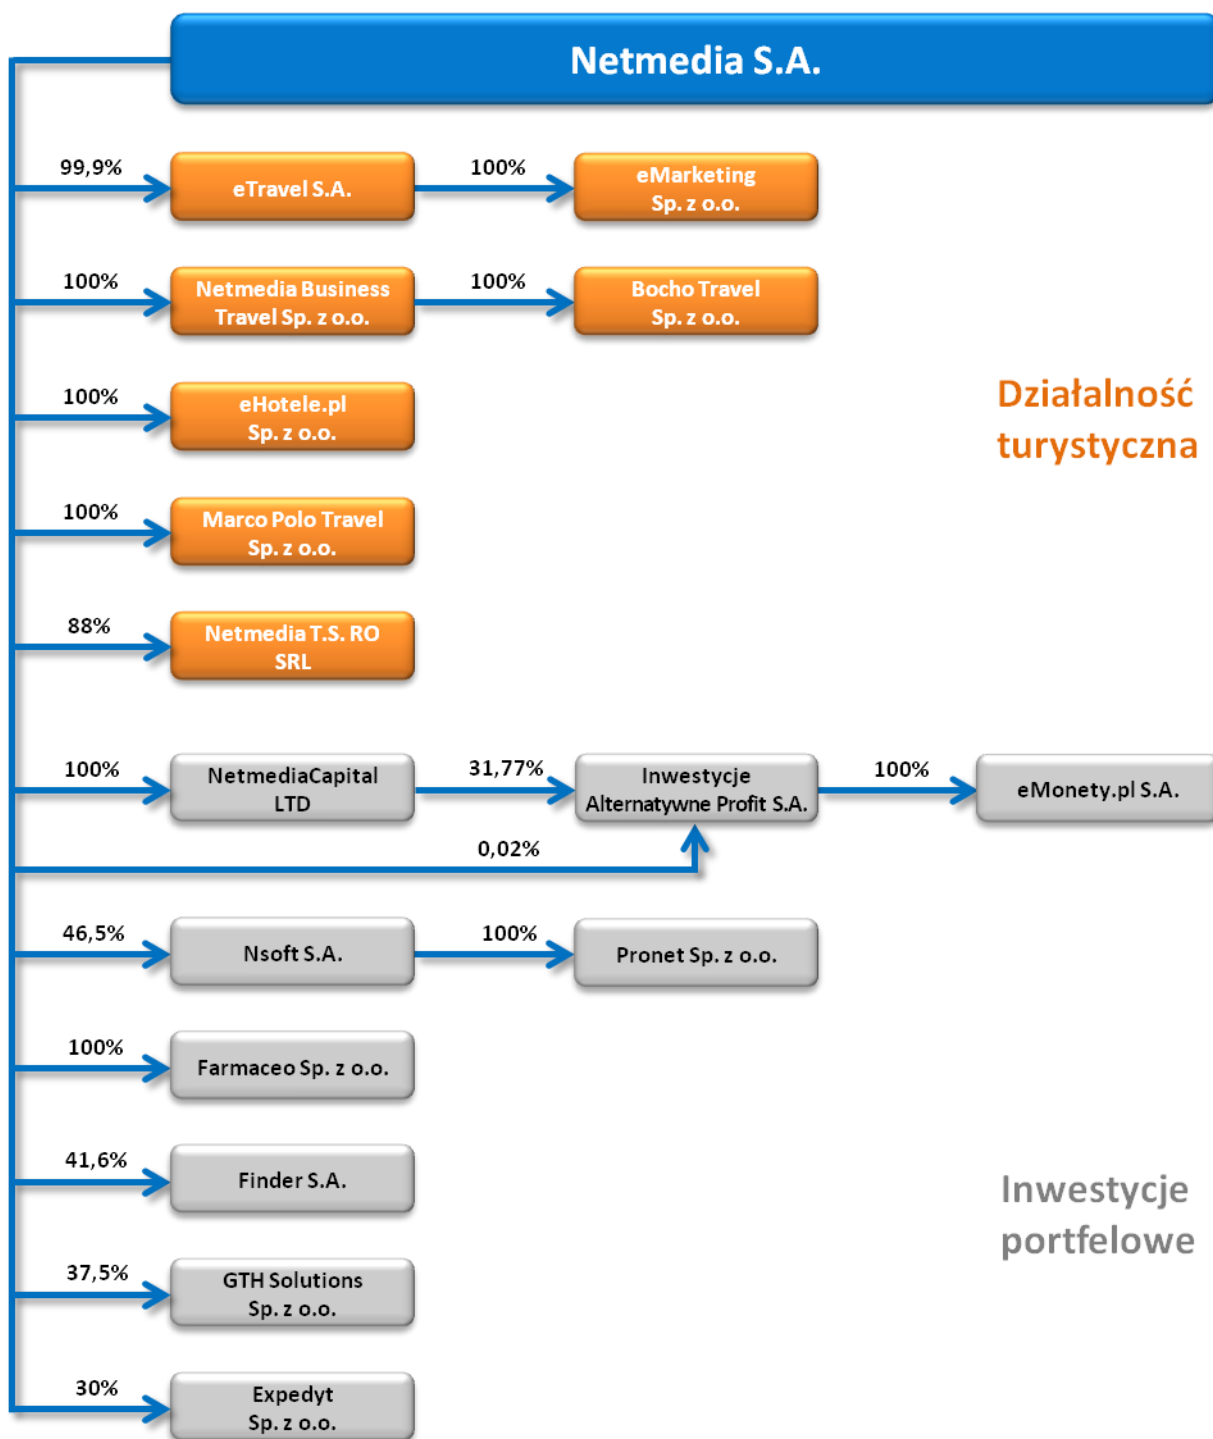 Netmedia S.A.
99,9%
eTravel S.A.
100%
eMarketing
Sp. z o.o.
100%
Netmedia Business
Travel Sp. z o.o.
100%
Bocho Travel
Sp. z o.o.
100%
eHotele.pl
Sp. z o.o.
Działalność
turystyczna
100%
Marco Polo Travel
Sp. z o.o.
88%
Netmedia T.S. RO
SRL
100%
NetmediaCapital
LTD
31,77%
Inwestycje
Alternatywne Profit S.A.
100%
eMonety.pl S.A.
0,02%
46,5%
Nsoft S.A.
100%
Pronet Sp. z o.o.
100%
Farmaceo Sp. z o.o.
41,6%
Finder S.A.
Inwestycje
portfelowe
37,5%
GTH Solutions
Sp. z o.o.
30%
Expedyt
Sp. z o.o.